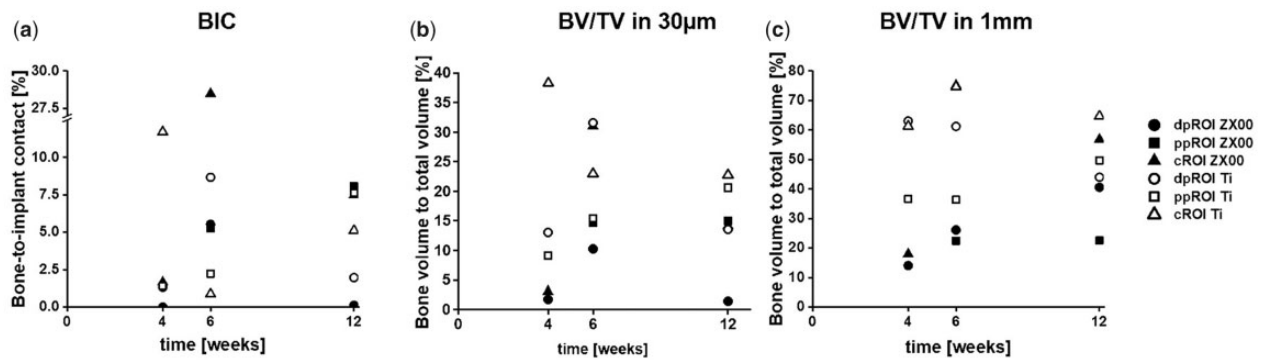 (a)
BIC
Bone-to-implant contact [%]
30.0
27.5
10.0
7.5
5.0
2.5
0.0
0
4
6
12
time [weeks]
(b)
BV/TV in 30μm
Bone volume to total volume [%]
40
35
30
25
20
15
10
5
0
0
4
6
12
time [weeks]
(c)
BV/TV in 1mm
Bone volume to total volume [%]
80
70
60
50
40
30
20
10
0
0
4
6
12
time [weeks]
dpROI ZX00
ppROI ZX00
cROI ZX00
dpROI Ti
ppROI Ti
cROI Ti